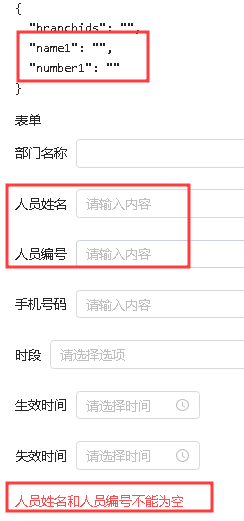 {
"branchids": "",
"name1": "",
"number1": ""
}
表单
部门名称
人员姓名 请输入内容
人员编号 请输入内容
手机号码 请输入内容
时段 请选择选项
生效时间 请选择时间
失效时间 请选择时间
人员姓名和人员编号不能为空